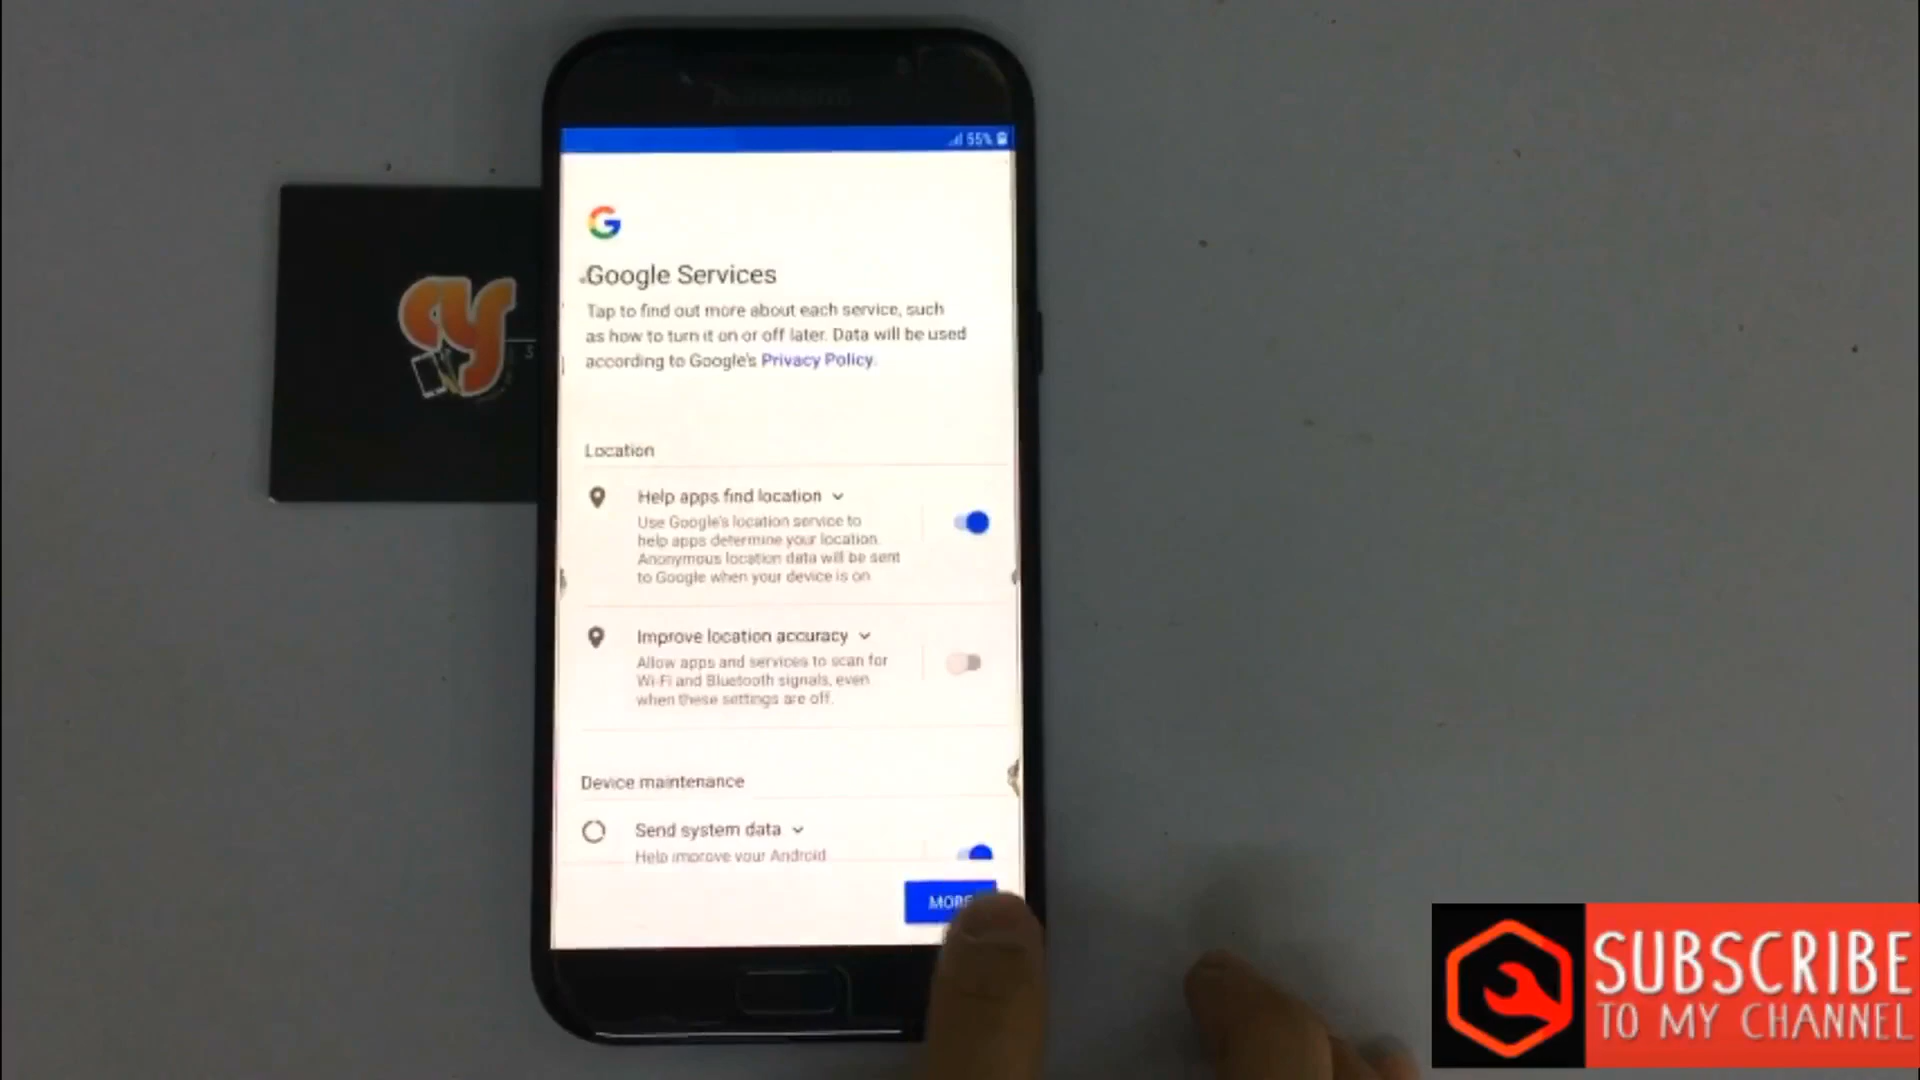 55%
Google Services
Tap to find out more about each service, such
as how to turn it on or off later. Data will be used
according to Google's Privacy Policy.
Location
Help apps find location
Use Google's location service to
help apps determine your location.
Anonymous location data will be sent
to Google when your device is on
Improve location accuracy
Allow apps and services to scan for
Wi-Fi and Bluetooth signals, even
when these settings are off.
Device maintenance
Send system data
Help improve your Android
MORE
SUBSCRIBE
TO MY CHANNEL